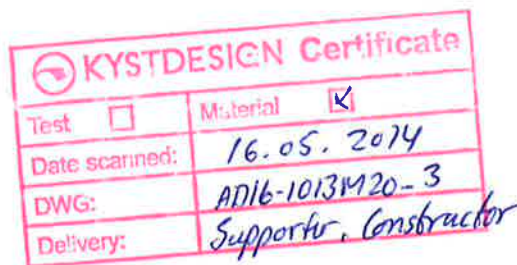 KYSTDESIGN Certificate
Test Material
Date scanned: 16.05.2014
DWG: AD16-1013M20-3
Delivery: Supporter, Constructor